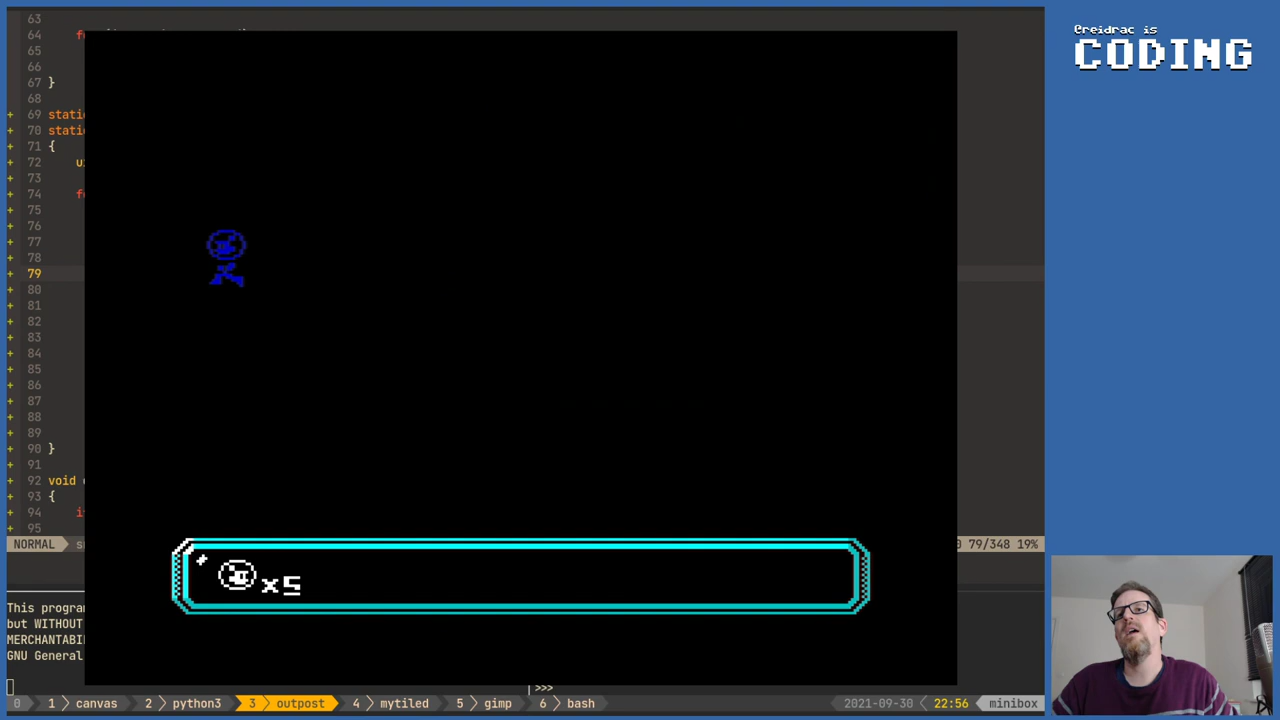 @reidrac is
CODING
63
64 f
65
66
67 }
68
+ 69 stati
+ 70 stati
+ 71 {
+ 72 u
+ 73
+ 74 f
+ 75
+ 76
+ 77
+ 78
+ 79
+ 80
+ 81
+ 82
+ 83
+ 84
+ 85
+ 86
+ 87
+ 88
+ 89
+ 90 }
+ 91
+ 92 void
+ 93 {
+ 94 i
+ 95
x5
NORMAL s 79/348 19%
This progra
but WITHOUT
MERCHANTABI
GNU General
>>>
0 1 canvas 2 python3 3 outpost 4 mytiled 5 gimp 6 bash 2021-09-30 22:56 minibox